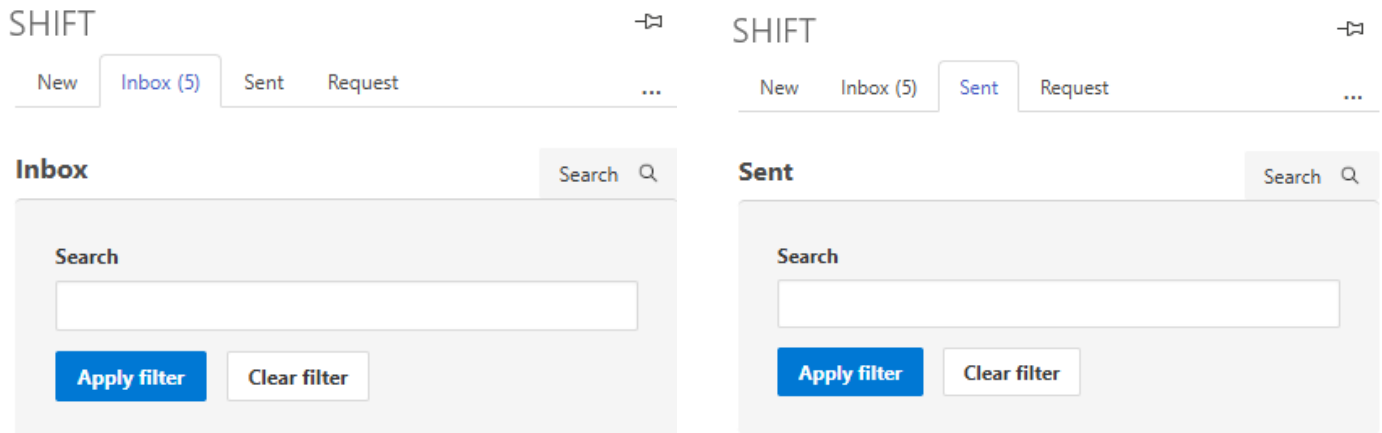 SHIFT
New Inbox (5) Sent Request ...
Inbox Search
Search
Apply filter Clear filter
SHIFT
New Inbox (5) Sent Request ...
Sent Search
Search
Apply filter Clear filter